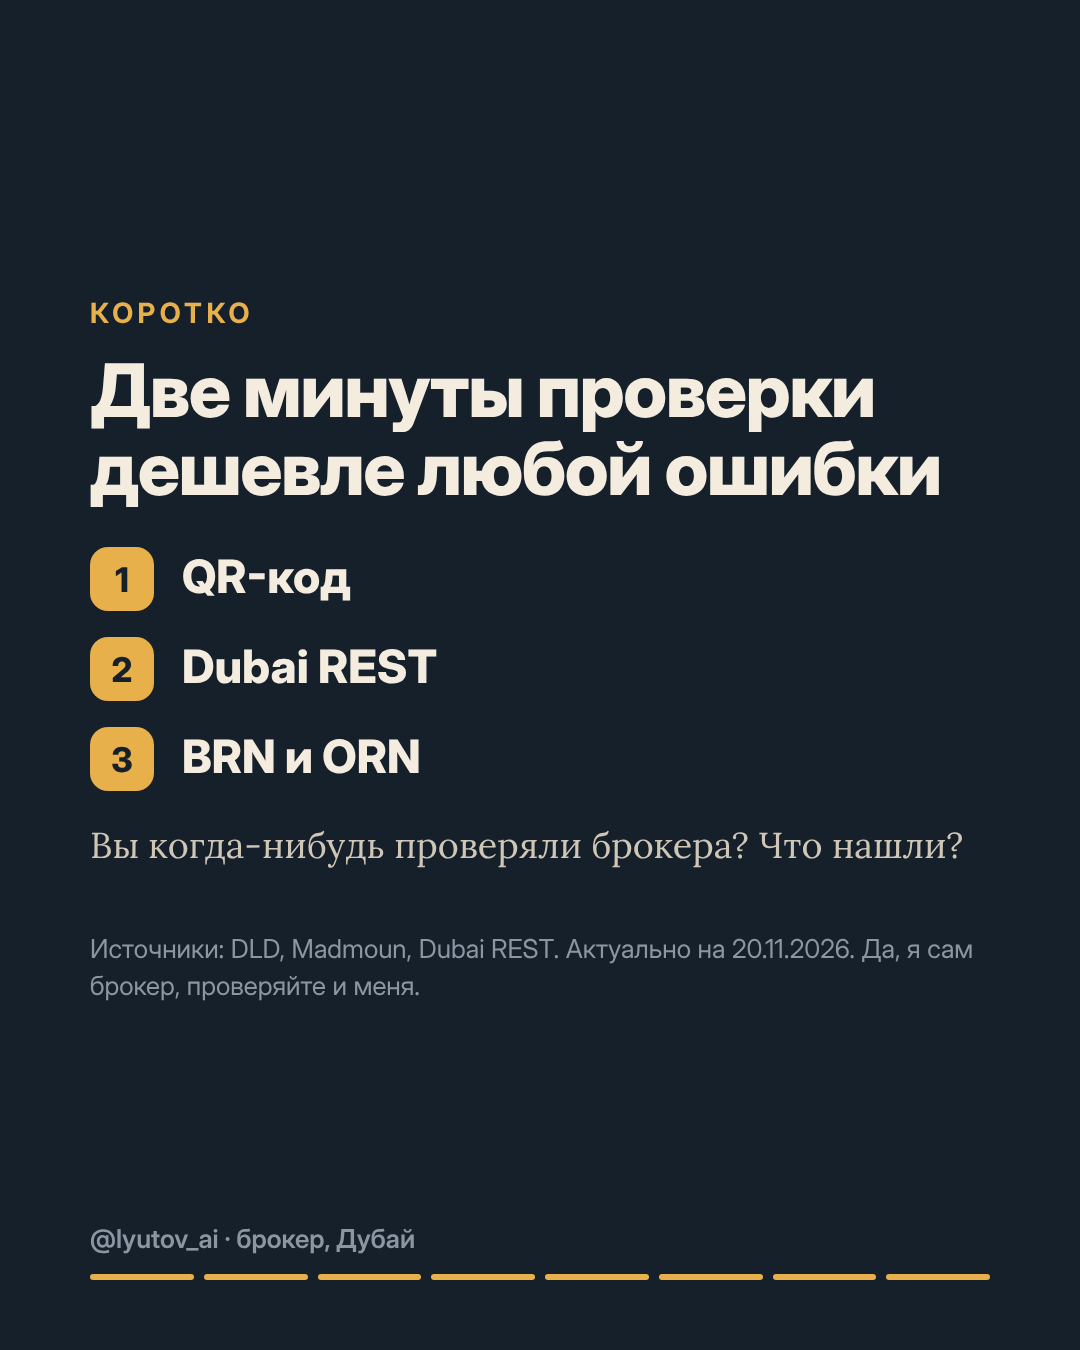 КОРОТКО
Две минуты проверки
дешевле любой ошибки
1 QR-код
2 Dubai REST
3 BRN и ORN
Вы когда-нибудь проверяли брокера? Что нашли?
Источники: DLD, Madmoun, Dubai REST. Актуально на 20.11.2026. Да, я сам
брокер, проверяйте и меня.
@lyutov_ai · брокер, Дубай